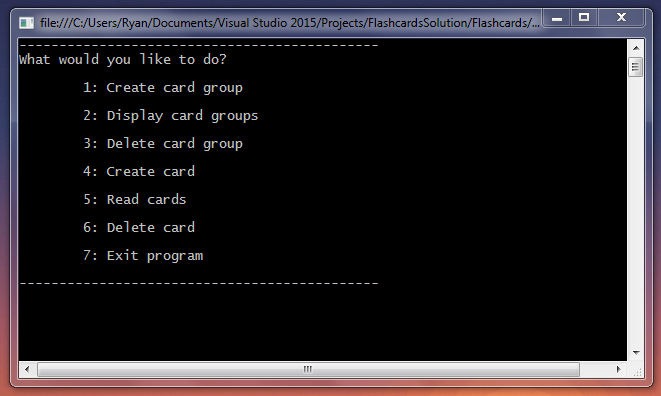 file:///C:/Users/Ryan/Documents/Visual Studio 2015/Projects/FlashcardsSolution/Flashcards/...
---------------------------------------------
What would you like to do?
1: Create card group
2: Display card groups
3: Delete card group
4: Create card
5: Read cards
6: Delete card
7: Exit program
---------------------------------------------